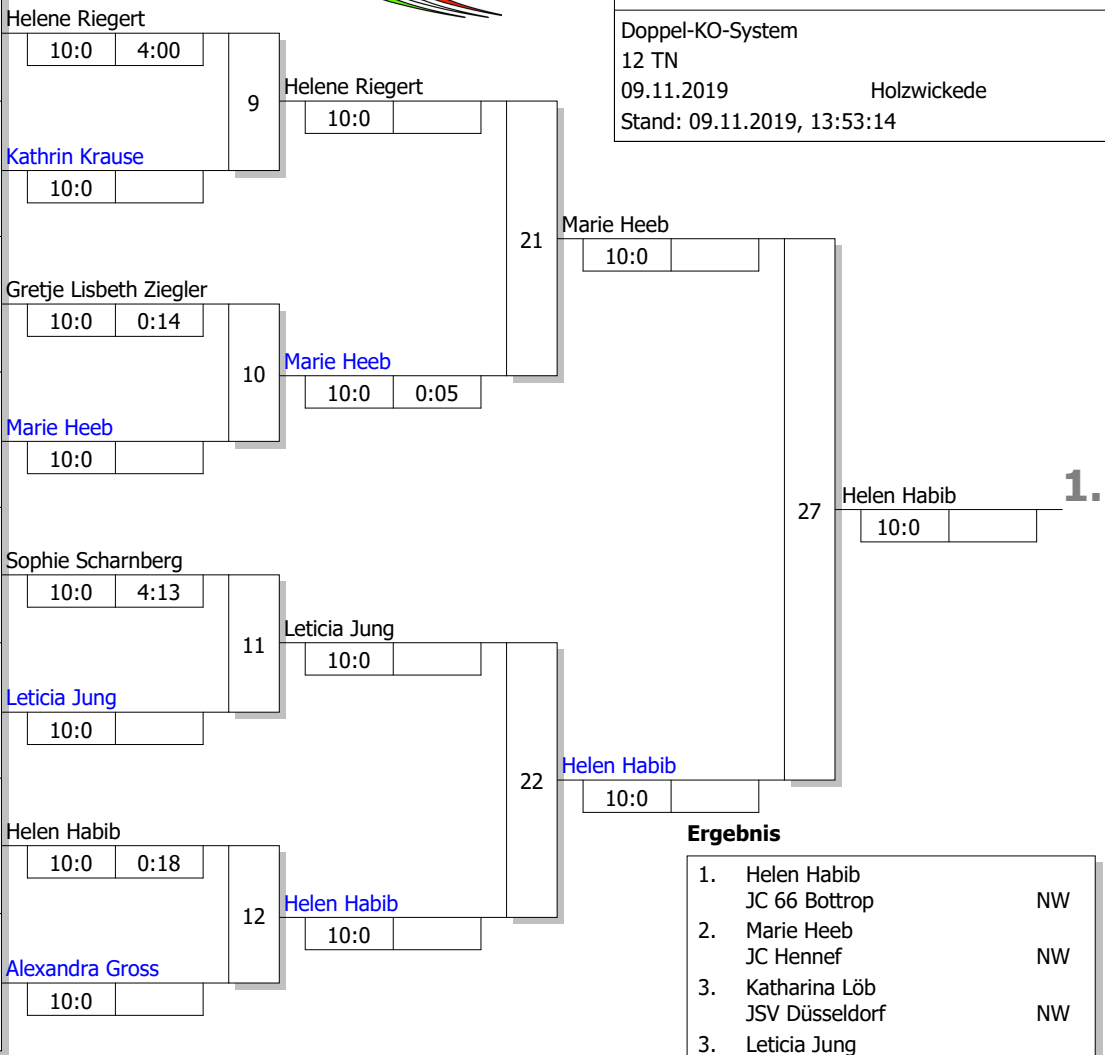 Helene Riegert
10:0 4:00
Doppel-KO-System
12 TN
09.11.2019 Holzwickede
Stand: 09.11.2019, 13:53:14
9
Helene Riegert
10:0
Kathrin Krause
10:0
21
Marie Heeb
10:0
Gretje Lisbeth Ziegler
10:0 0:14
10
Marie Heeb
10:0 0:05
Marie Heeb
10:0
27
Helen Habib
10:0
1.
Sophie Scharnberg
10:0 4:13
11
Leticia Jung
10:0
Leticia Jung
10:0
22
Helen Habib
10:0
Helen Habib
10:0 0:18
12
Helen Habib
10:0
Alexandra Gross
10:0
Ergebnis
1. Helen Habib
JC 66 Bottrop NW
2. Marie Heeb
JC Hennef NW
3. Katharina Löb
JSV Düsseldorf NW
3. Leticia Jung